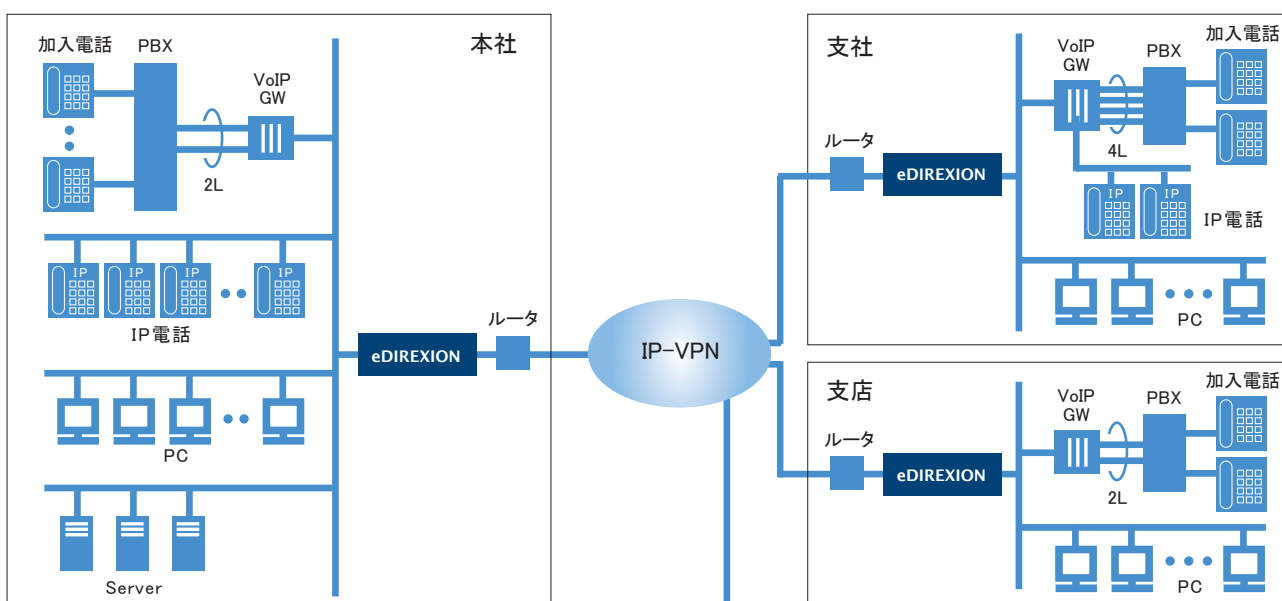 本社
加入電話
PBX
VoIP
GW
2L
IP
IP
IP
IP
IP電話
eDIREXION
ルータ
PC
Server
IP-VPN
支社
加入電話
VoIP
GW
PBX
ルータ
4L
eDIREXION
IP
IP
IP電話
PC
支店
加入電話
VoIP
GW
PBX
ルータ
eDIREXION
2L
PC